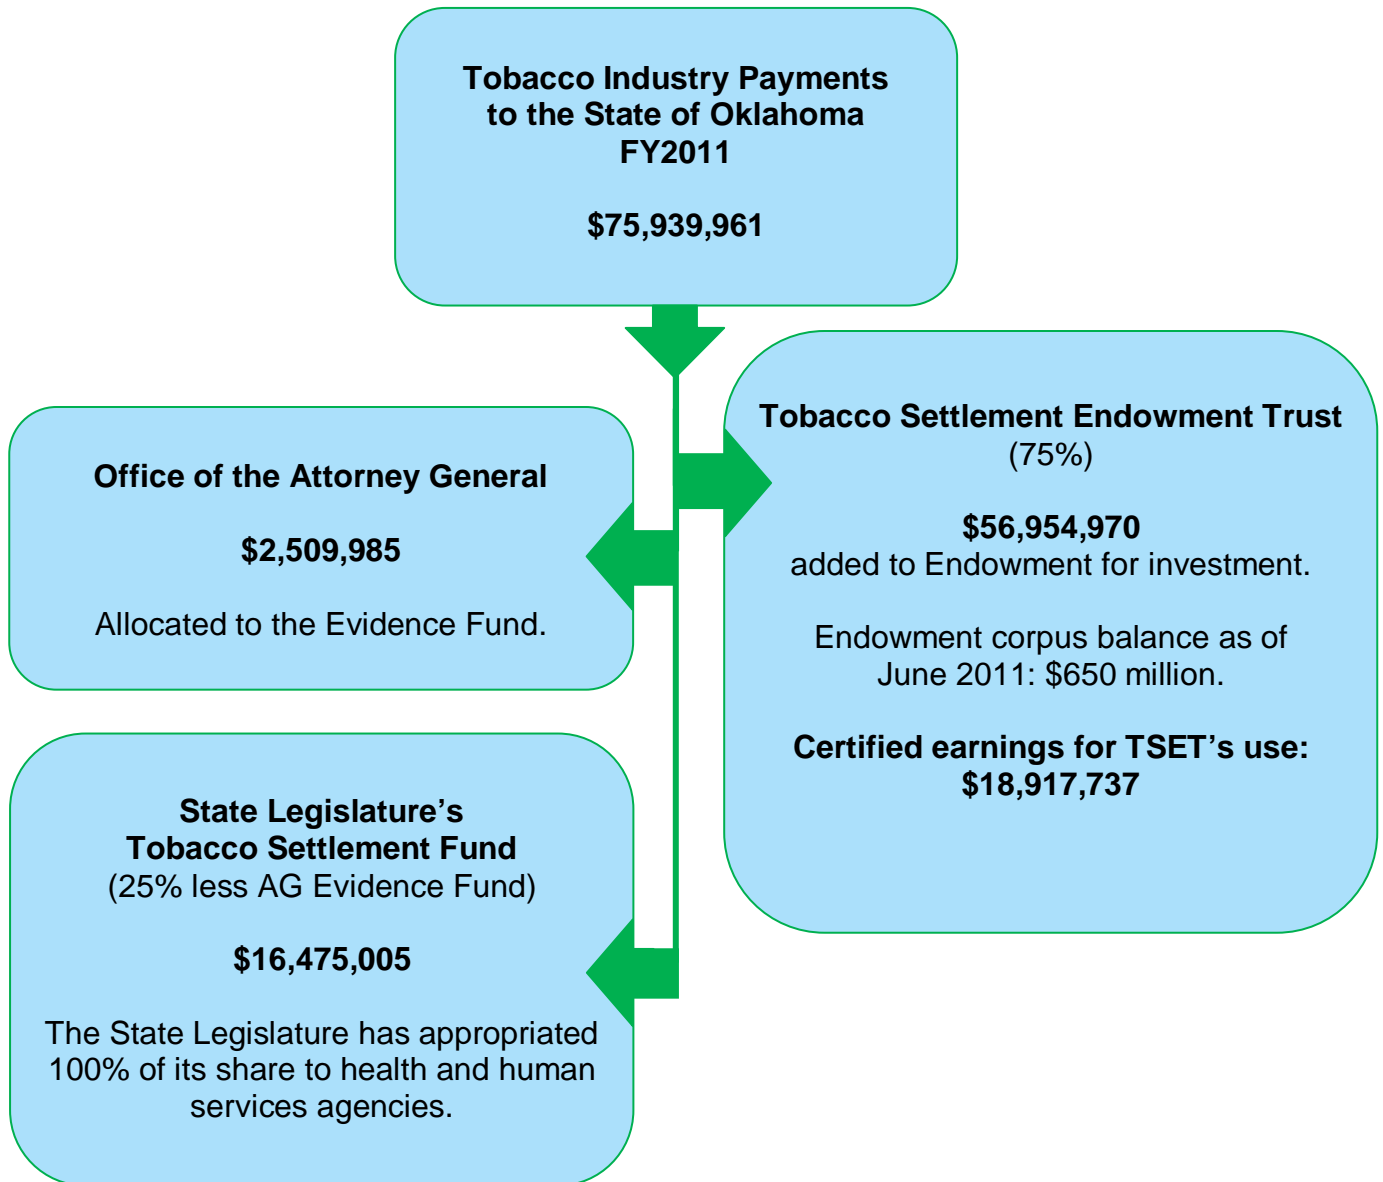 Tobacco Industry Payments
to the State of Oklahoma
FY2011
$75,939,961
Office of the Attorney General
$2,509,985
Allocated to the Evidence Fund.
Tobacco Settlement Endowment Trust
(75%)
$56,954,970
added to Endowment for investment.
Endowment corpus balance as of
June 2011: $650 million.
Certified earnings for TSET’s use:
$18,917,737
State Legislature’s
Tobacco Settlement Fund
(25% less AG Evidence Fund)
$16,475,005
The State Legislature has appropriated
100% of its share to health and human
services agencies.